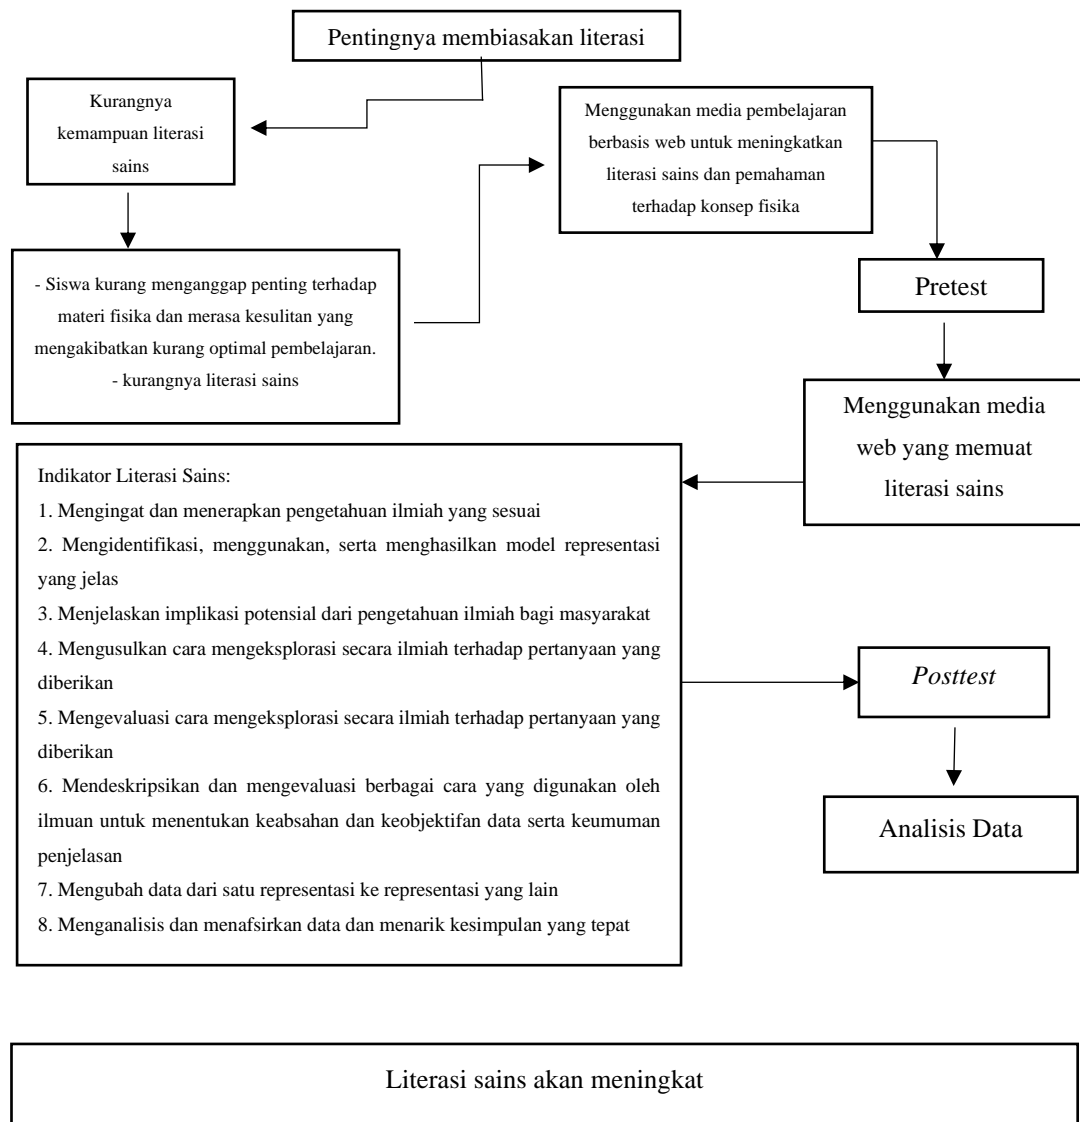 Pentingnya membiasakan literasi
Kurangnya
kemampuan literasi
sains
Menggunakan media pembelajaran
berbasis web untuk meningkatkan
literasi sains dan pemahaman
terhadap konsep fisika
- Siswa kurang menganggap penting terhadap
materi fisika dan merasa kesulitan yang
mengakibatkan kurang optimal pembelajaran.
- kurangnya literasi sains
Pretest
Menggunakan media
web yang memuat
literasi sains
Indikator Literasi Sains:
1. Mengingat dan menerapkan pengetahuan ilmiah yang sesuai
2. Mengidentifikasi, menggunakan, serta menghasilkan model representasi
yang jelas
3. Menjelaskan implikasi potensial dari pengetahuan ilmiah bagi masyarakat
4. Mengusulkan cara mengeksplorasi secara ilmiah terhadap pertanyaan yang
diberikan
5. Mengevaluasi cara mengeksplorasi secara ilmiah terhadap pertanyaan yang
diberikan
6. Mendeskripsikan dan mengevaluasi berbagai cara yang digunakan oleh
ilmuan untuk menentukan keabsahan dan keobjektifan data serta keumuman
penjelasan
7. Mengubah data dari satu representasi ke representasi yang lain
8. Menganalisis dan menafsirkan data dan menarik kesimpulan yang tepat
Posttest
Analisis Data
Literasi sains akan meningkat